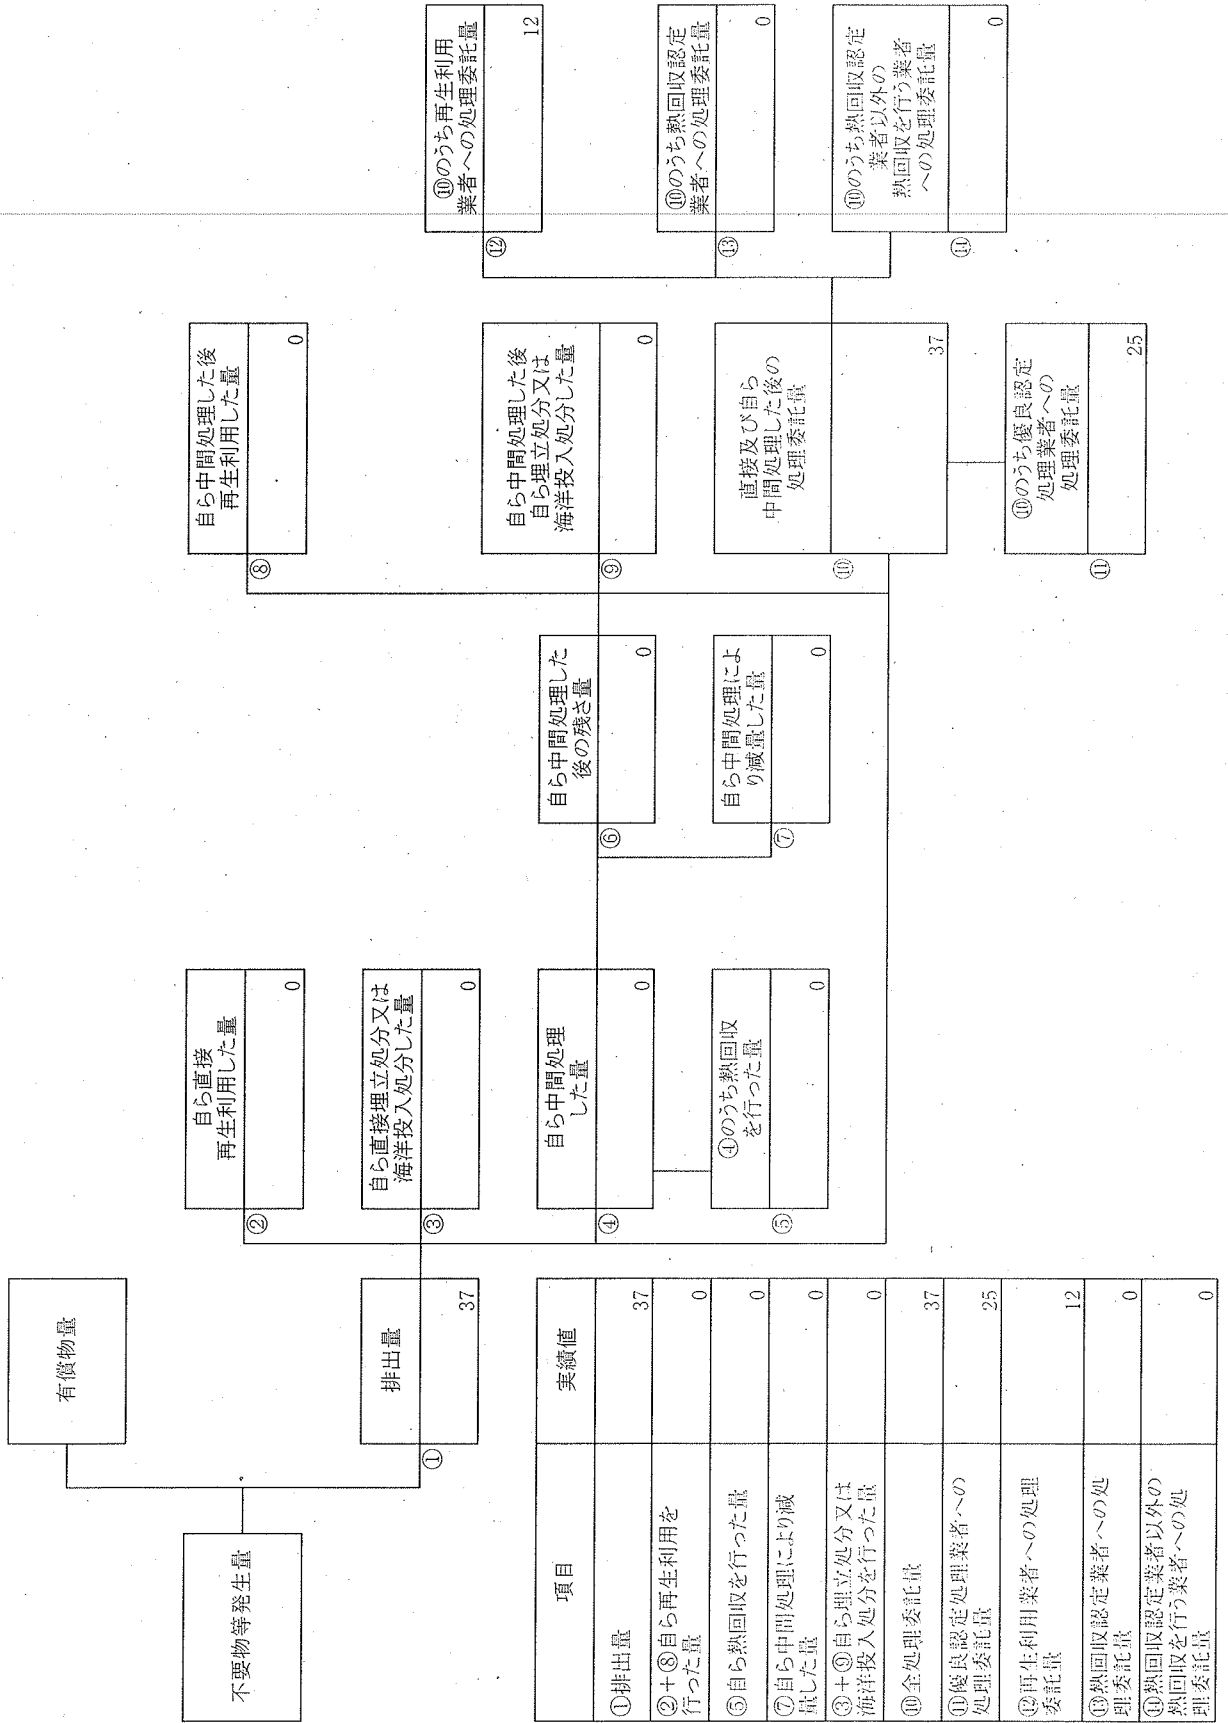 不要物等発生量
有償物量
①
排出量
37
②
自ら直接
再生利用した量
0
③
自ら直接埋立処分又は
海洋投入処分した量
0
④
自ら中間処理
した量
0
⑤
④のうち熱回収
を行った量
0
⑥
自ら中間処理した
後の残さ量
0
⑦
自ら中間処理によ
り減量した量
0
⑧
自ら中間処理した後
再生利用した量
0
⑨
自ら中間処理した後
自ら埋立処分又は
海洋投入処分した量
0
⑩
直接及び自ら
中間処理した後の
処理委託量
37
⑪
⑩のうち優良認定
処理業者への
処理委託量
25
⑫
⑩のうち再生利用
業者への処理委託量
12
⑬
⑩のうち熱回収認定
業者への処理委託量
0
⑭
⑩のうち熱回収認定
業者以外の
熱回収を行う業者
への処理委託量
0
項目 実績値
①排出量 37
②+⑧自ら再生利用を
行った量 0
⑤自ら熱回収を行った量 0
⑦自ら中間処理により減
量した量 0
③+⑨自ら埋立処分又は
海洋投入処分を行った量 0
⑩全処理委託量 37
⑪優良認定処理業者への
処理委託量 25
⑫再生利用業者への処理
委託量 12
⑬熱回収認定業者への処
理委託量 0
⑭熱回収認定業者以外の
熱回収を行う業者への処
理委託量 0